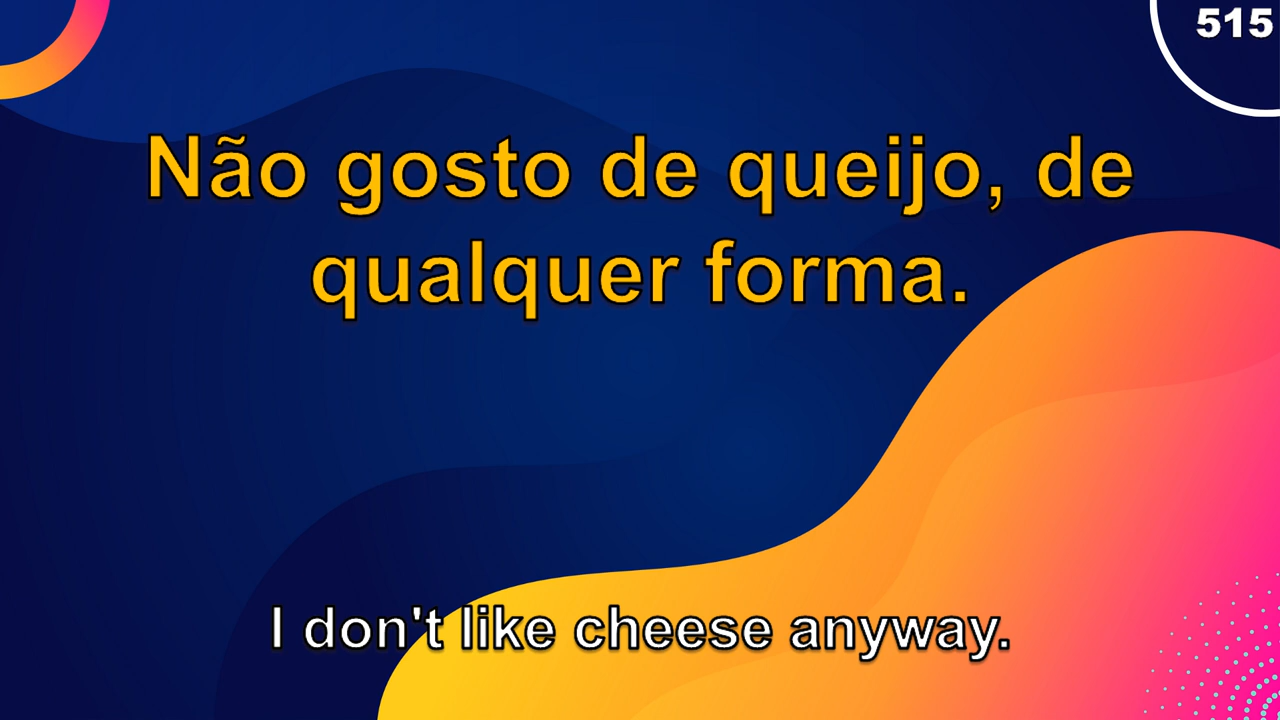 515
Não gosto de queijo, de
qualquer forma.
I don't like cheese anyway.